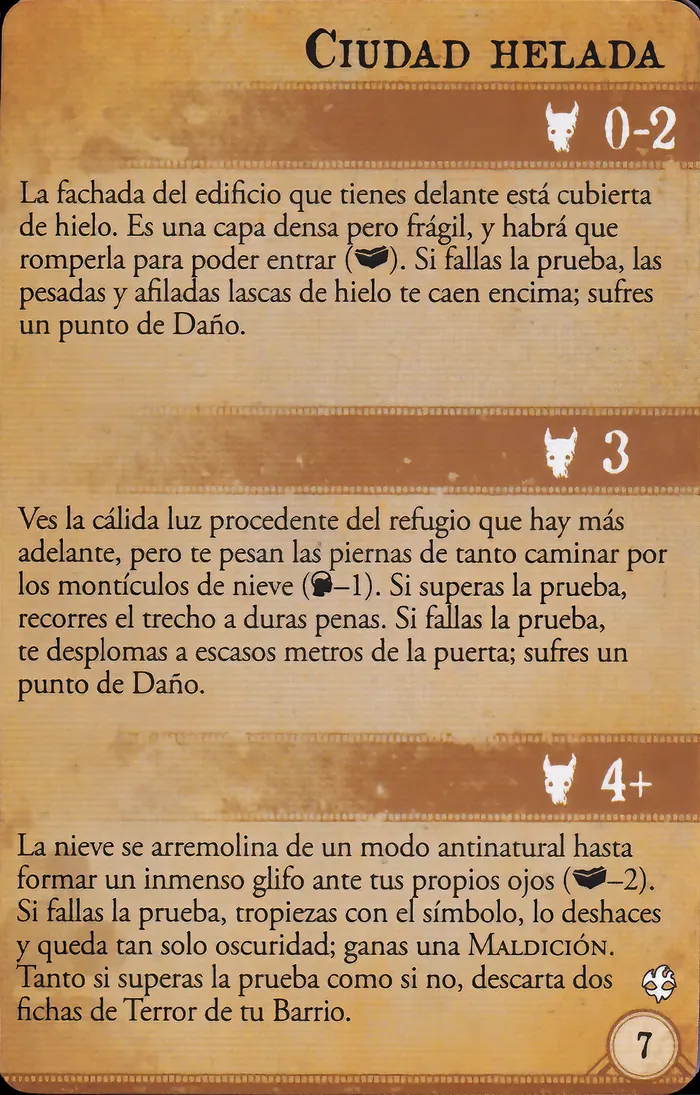 Ciudad helada
0-2
La fachada del edificio que tienes delante está cubierta
de hielo. Es una capa densa pero frágil, y habrá que
romperla para poder entrar (). Si fallas la prueba, las
pesadas y afiladas lascas de hielo te caen encima; sufres
un punto de Daño.
3
Ves la cálida luz procedente del refugio que hay más
adelante, pero te pesan las piernas de tanto caminar por
los montículos de nieve (–1). Si superas la prueba,
recorres el trecho a duras penas. Si fallas la prueba,
te desplomas a escasos metros de la puerta; sufres un
punto de Daño.
4+
La nieve se arremolina de un modo antinatural hasta
formar un inmenso glifo ante tus propios ojos (–2).
Si fallas la prueba, tropiezas con el símbolo, lo deshaces
y queda tan solo oscuridad; ganas una Maldición.
Tanto si superas la prueba como si no, descarta dos
fichas de Terror de tu Barrio.
7